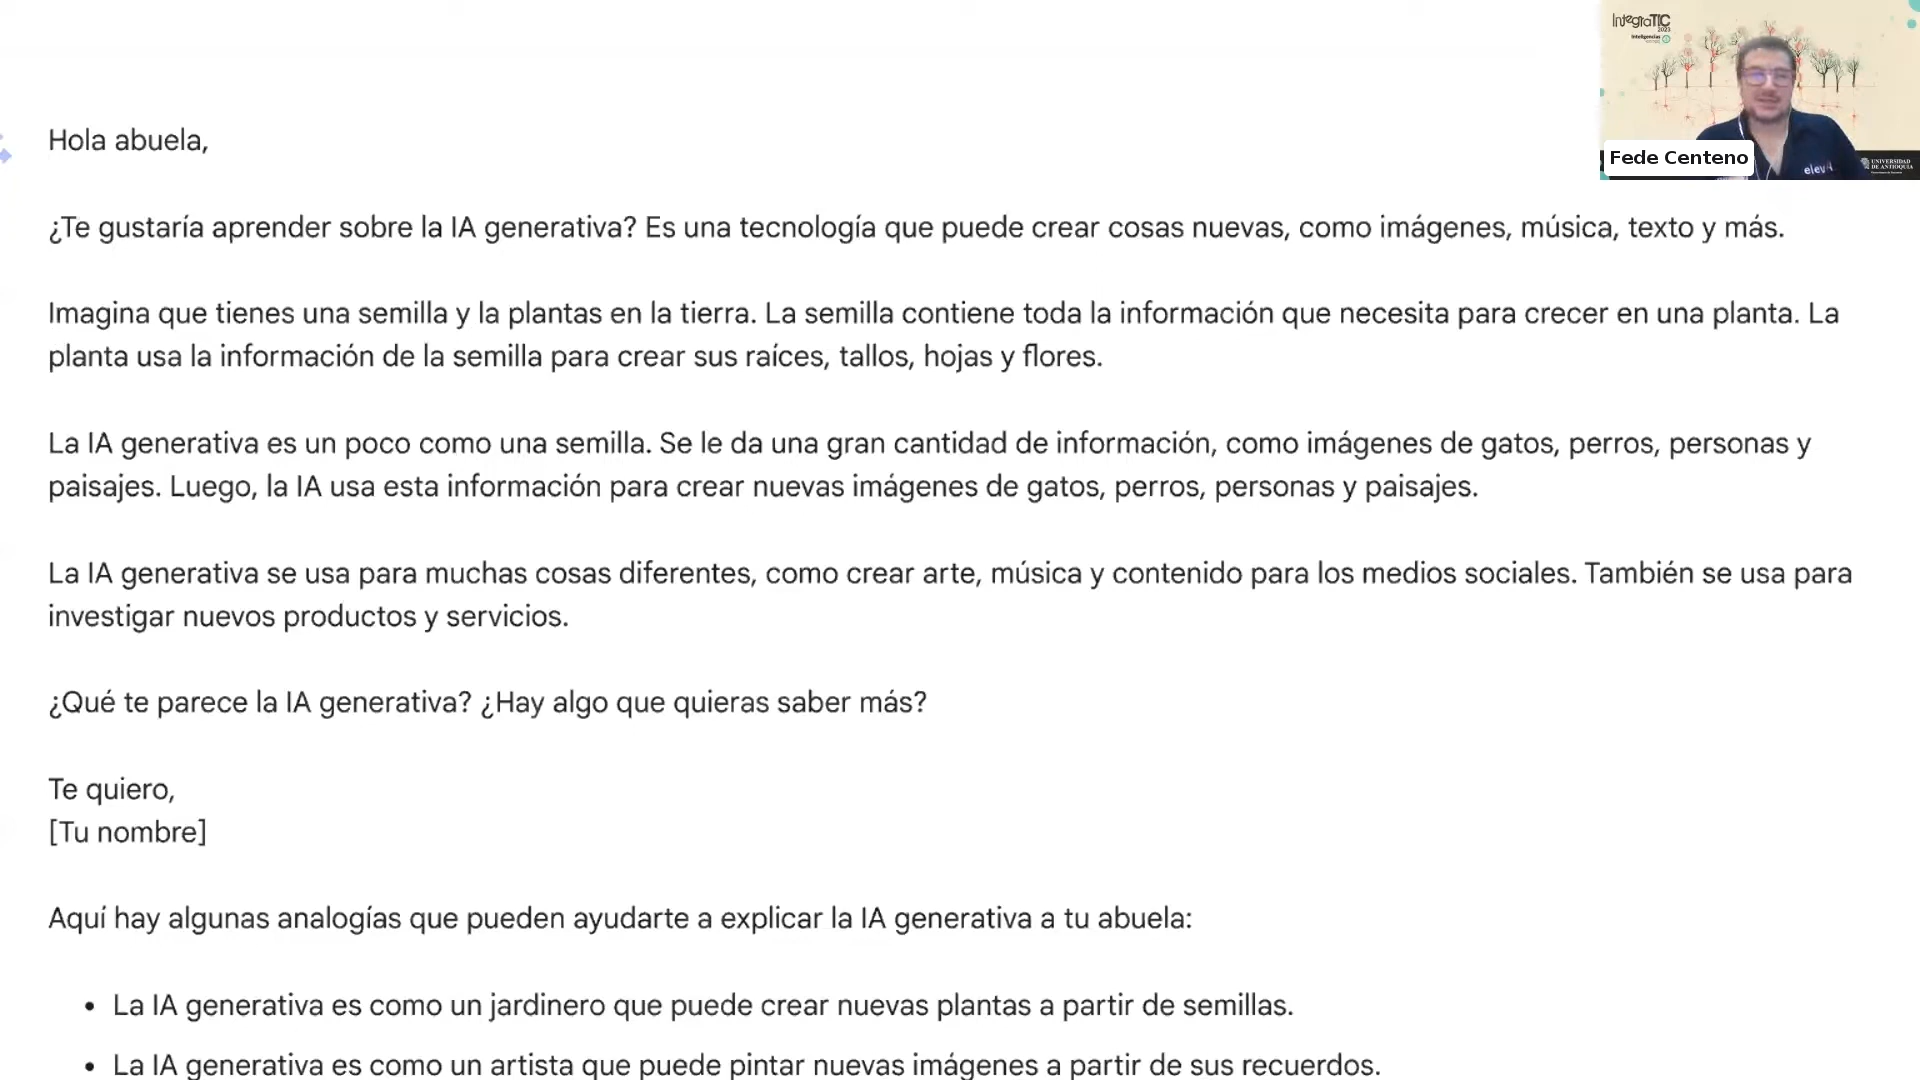 Hola abuela,
¿Te gustaría aprender sobre la IA generativa? Es una tecnología que puede crear cosas nuevas, como imágenes, música, texto y más.
Imagina que tienes una semilla y la plantas en la tierra. La semilla contiene toda la información que necesita para crecer en una planta. La
planta usa la información de la semilla para crear sus raíces, tallos, hojas y flores.
La IA generativa es un poco como una semilla. Se le da una gran cantidad de información, como imágenes de gatos, perros, personas y
paisajes. Luego, la IA usa esta información para crear nuevas imágenes de gatos, perros, personas y paisajes.
La IA generativa se usa para muchas cosas diferentes, como crear arte, música y contenido para los medios sociales. También se usa para
investigar nuevos productos y servicios.
¿Qué te parece la IA generativa? ¿Hay algo que quieras saber más?
Te quiero,
[Tu nombre]
Aquí hay algunas analogías que pueden ayudarte a explicar la IA generativa a tu abuela:
• La IA generativa es como un jardinero que puede crear nuevas plantas a partir de semillas.
• La IA generativa es como un artista que puede pintar nuevas imágenes a partir de sus recuerdos.
IntegraTIC
2023
Inteligencias
Fede Centeno
UNIVERSIDAD
DE ANTIOQUIA